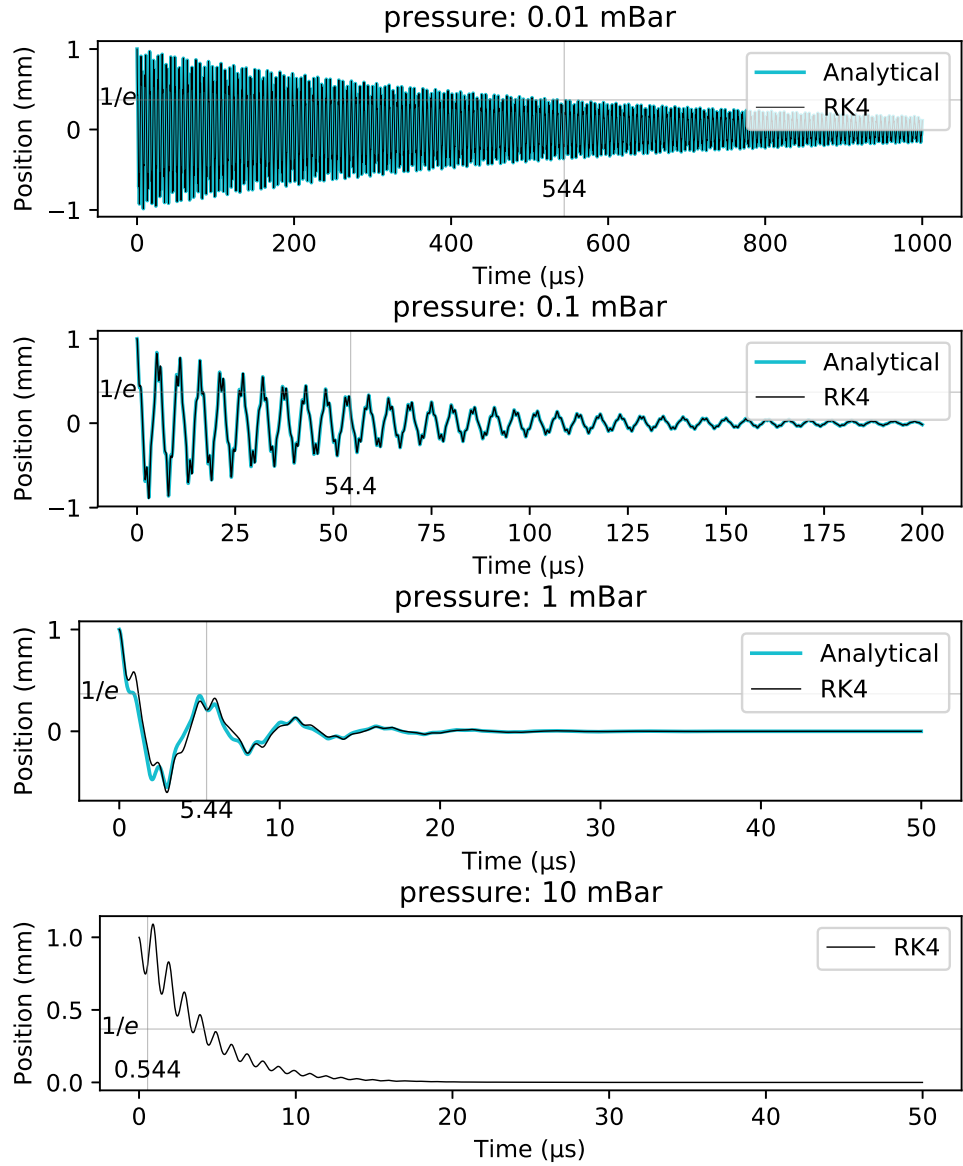 pressure: 0.01 mBar
Position (mm)
1
1/e
0
−1
Analytical
RK4
544
0 200 400 600 800 1000
Time (µs)
pressure: 0.1 mBar
Position (mm)
1
1/e
0
−1
Analytical
RK4
54.4
0 25 50 75 100 125 150 175 200
Time (µs)
pressure: 1 mBar
Position (mm)
1
1/e
0
Analytical
RK4
5.44
0 10 20 30 40 50
Time (µs)
pressure: 10 mBar
Position (mm)
1.0
0.5
1/e
0.0
RK4
0.544
0 10 20 30 40 50
Time (µs)